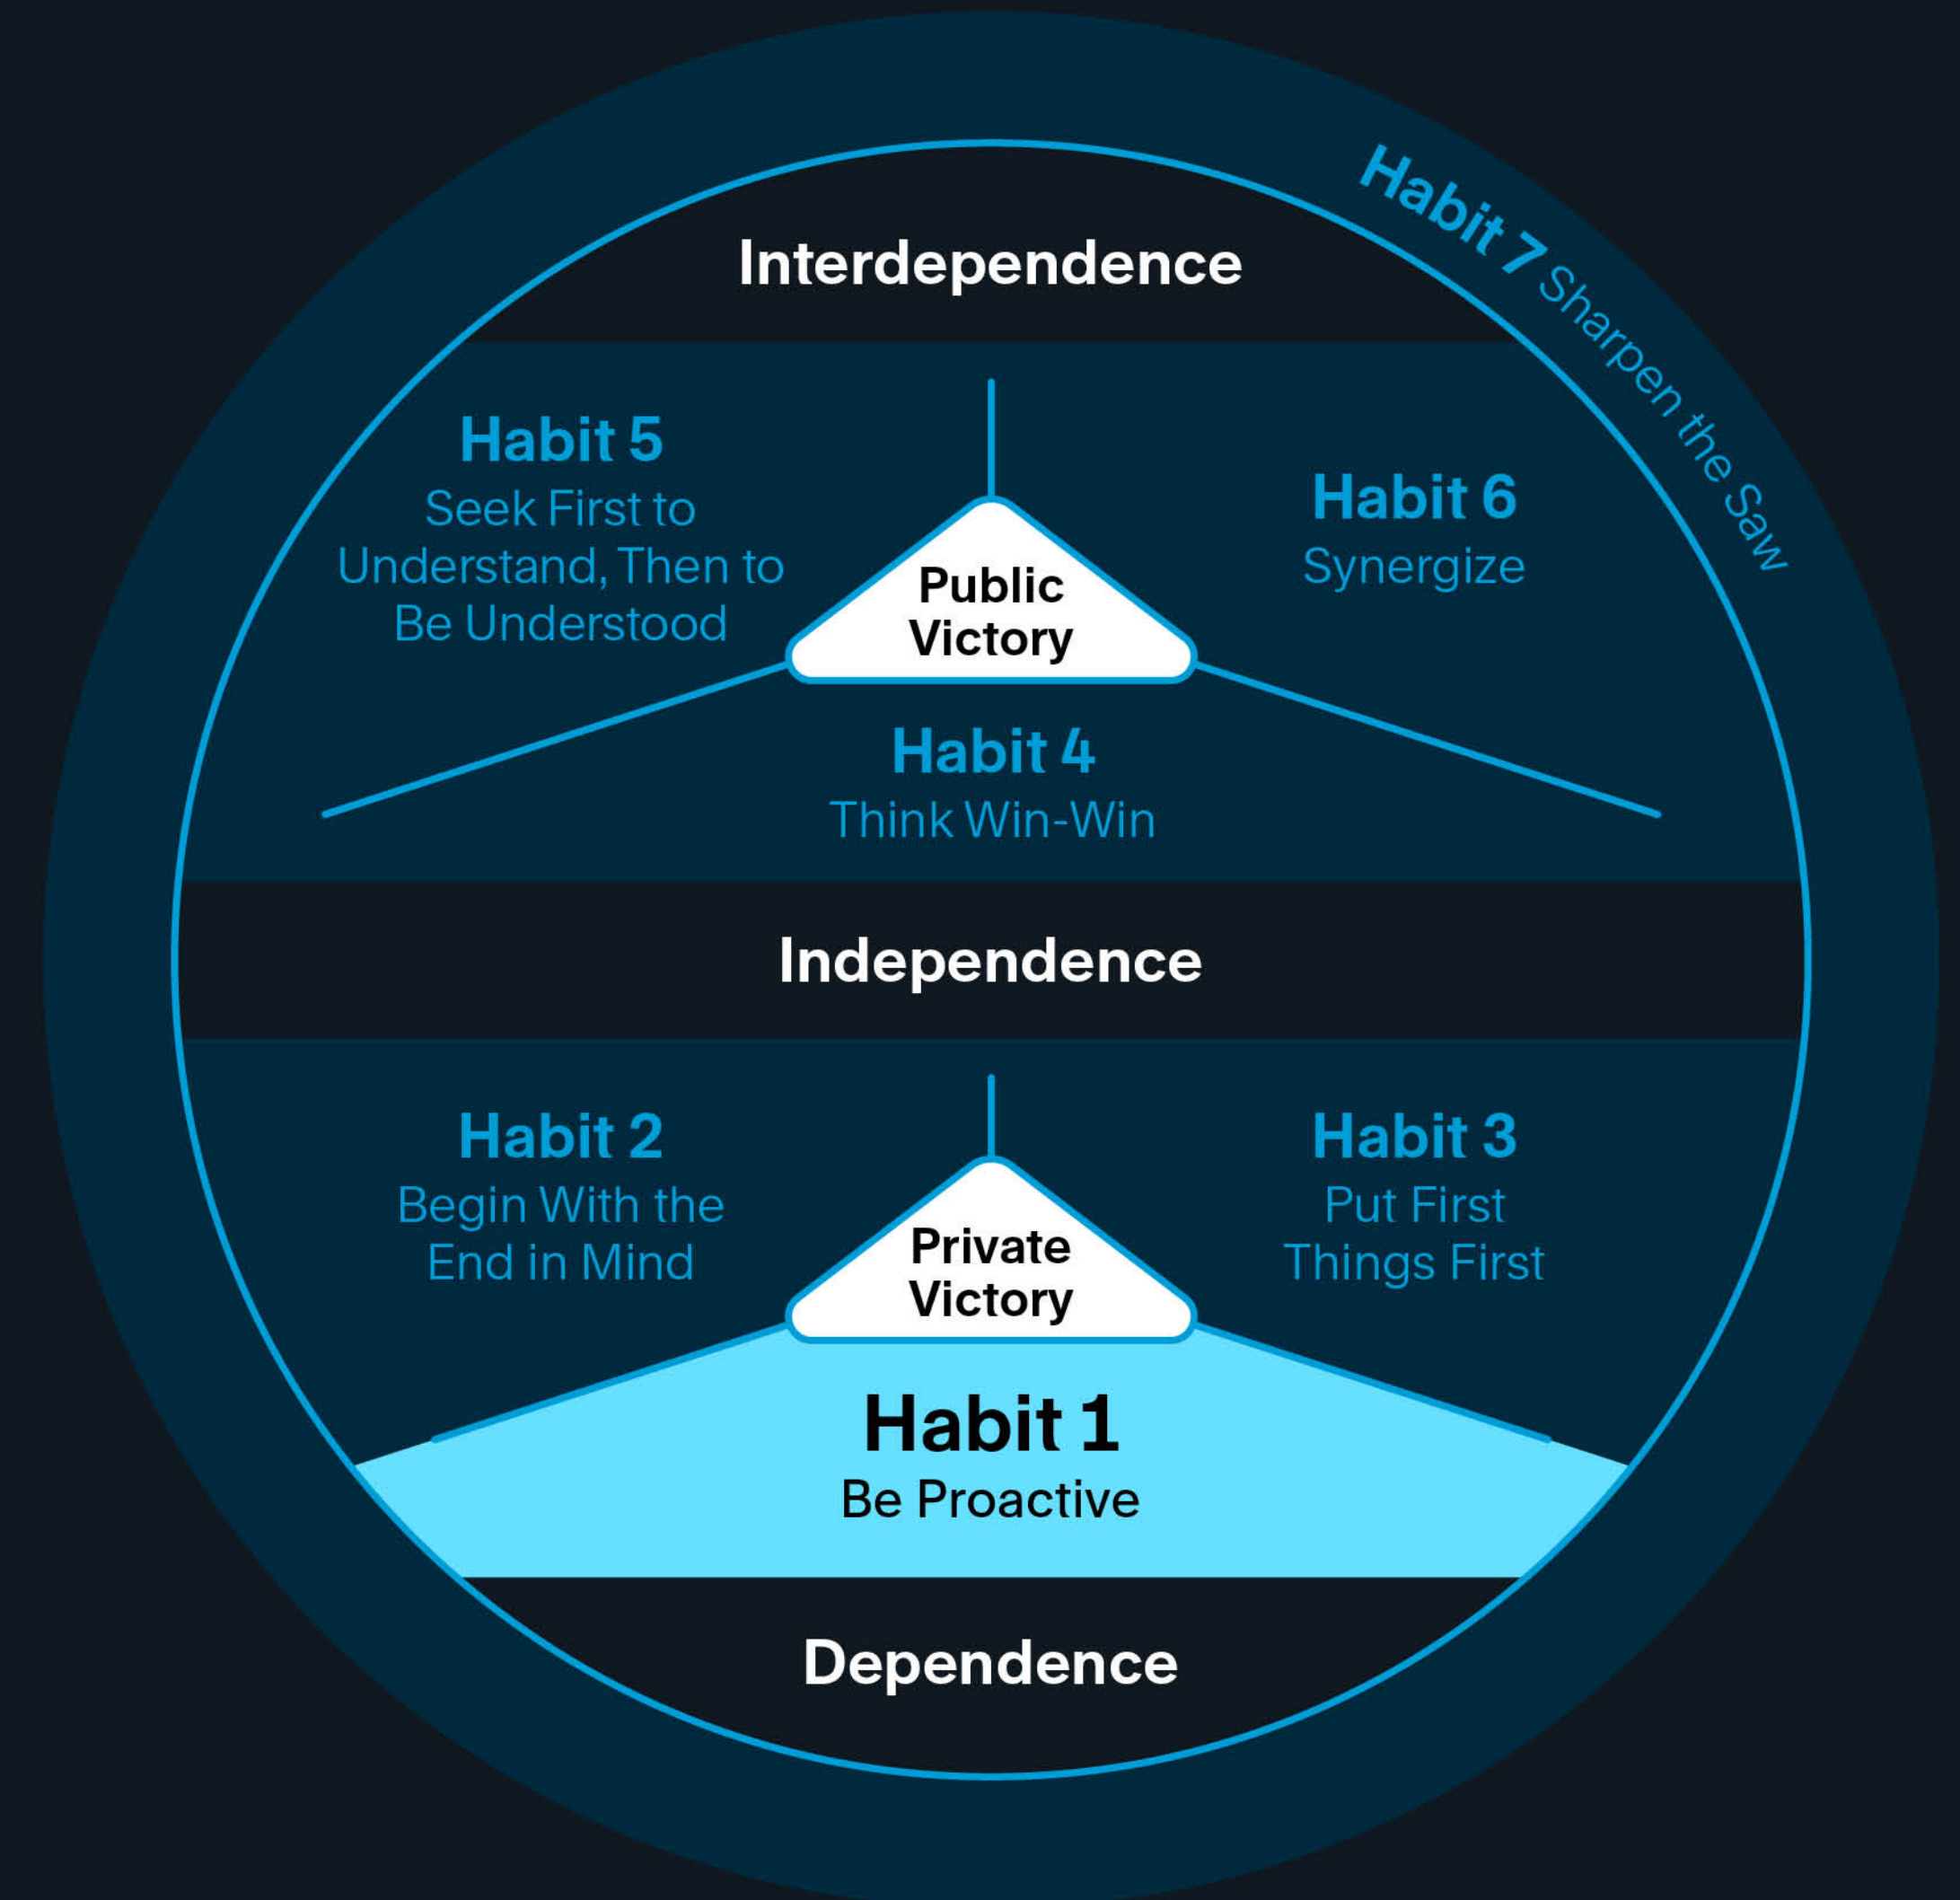 Habit 7 Sharpen the Saw
Interdependence
Habit 5
Seek First to
Understand, Then to
Be Understood
Habit 6
Synergize
Public
Victory
Habit 4
Think Win-Win
Independence
Habit 2
Begin With the
End in Mind
Habit 3
Put First
Things First
Private
Victory
Habit 1
Be Proactive
Dependence